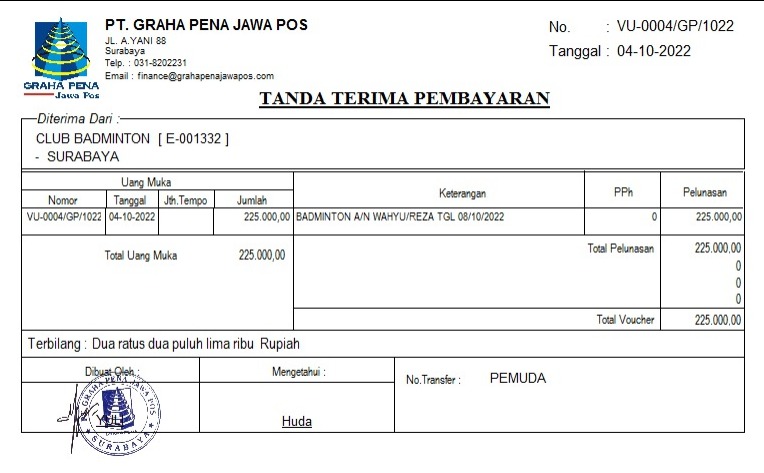 PT. GRAHA PENA JAWA POS
JL. A.YANI 88
Surabaya
Telp. : 031-8202231
Email : finance@grahapenajawapos.com
GRAHA PENA
Jawa Pos
No. : VU-0004/GP/1022
Tanggal : 04-10-2022
TANDA TERIMA PEMBAYARAN
Diterima Dari :
CLUB BADMINTON [ E-001332 ]
- SURABAYA
Uang Muka Keterangan PPh Pelunasan
Nomor Tanggal Jth.Tempo Jumlah
VU-0004/GP/1022 04-10-2022 225.000,00 BADMINTON A/N WAHYU/REZA TGL 08/10/2022 0 225.000,00
Total Uang Muka 225.000,00 Total Pelunasan 225.000,00
0
0
0
Total Voucher 225.000,00
Terbilang : Dua ratus dua puluh lima ribu Rupiah
Dibuat Oleh : Mengetahui : No.Transfer : PEMUDA
GRAHA PENA JAWA POS
SURABAYA
Huda